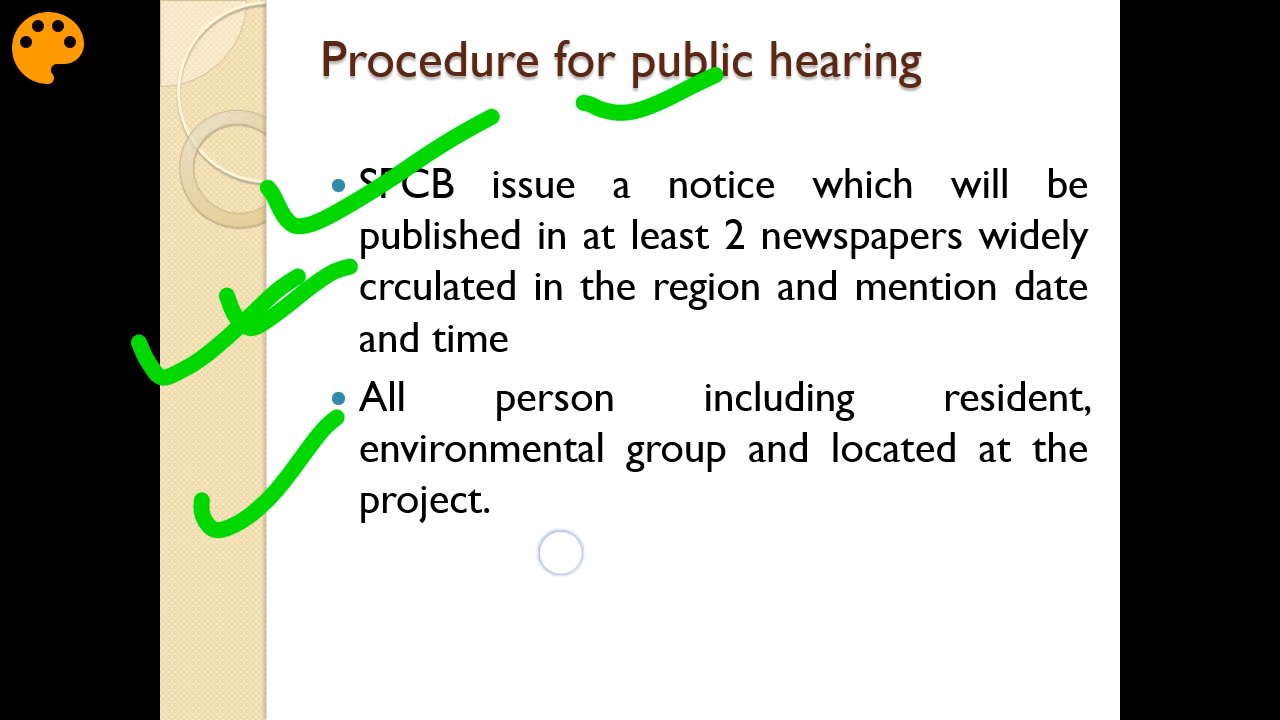 Procedure for public hearing
SPCB issue a notice which will be
published in at least 2 newspapers widely
crculated in the region and mention date
and time
All person including resident,
environmental group and located at the
project.